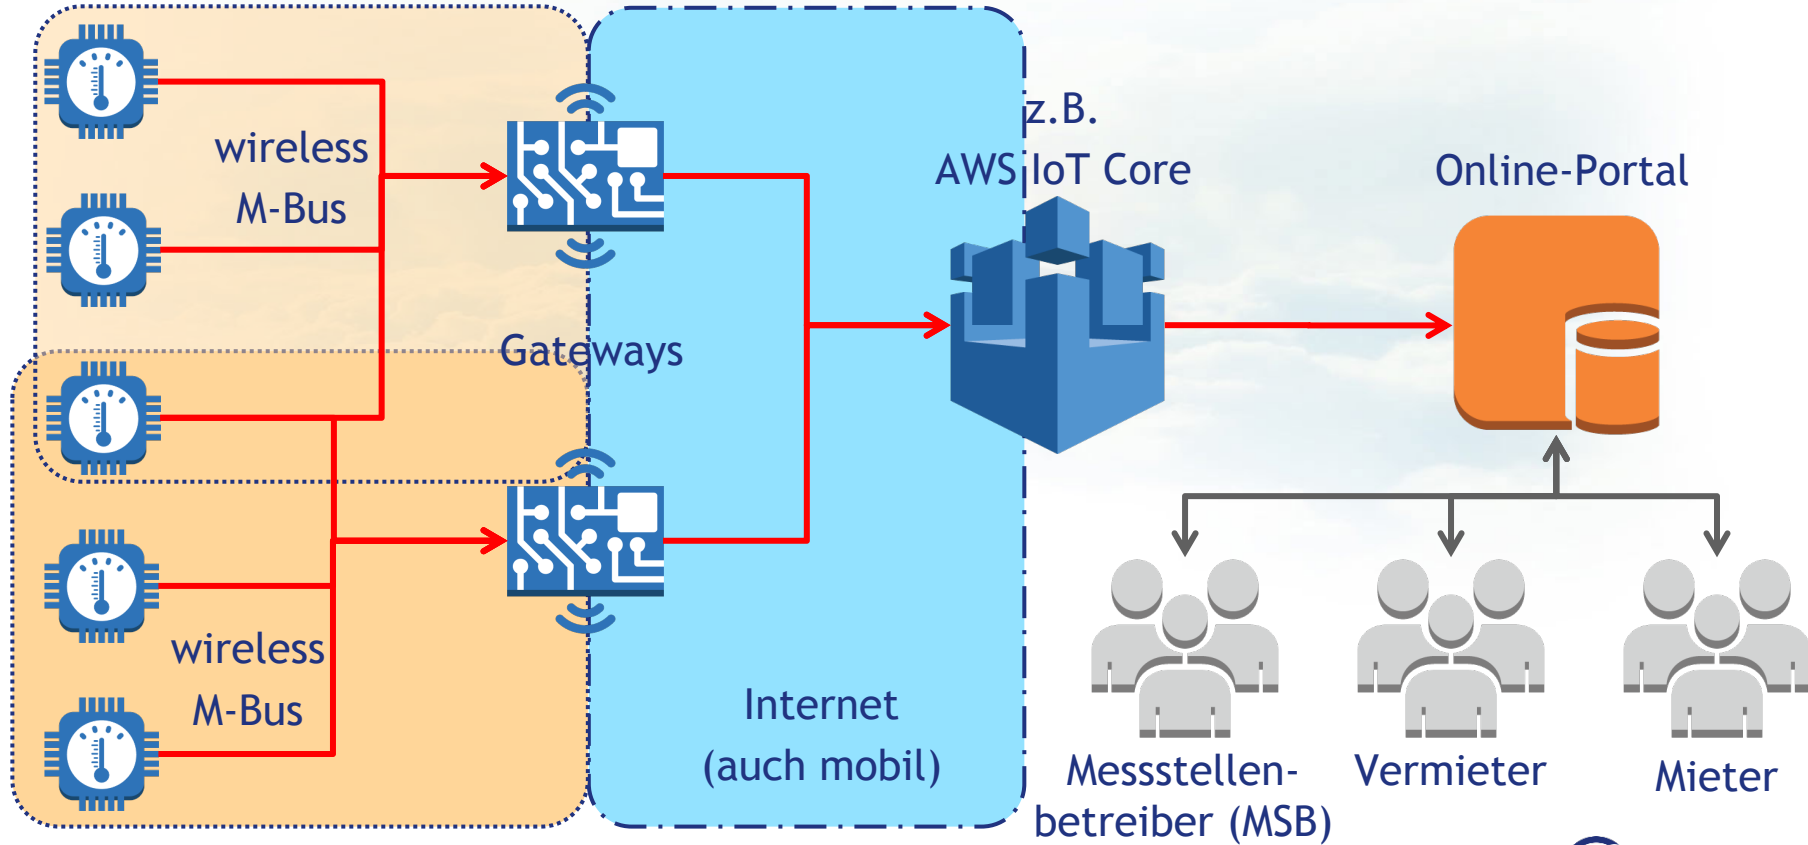 wireless
M-Bus
Gateways
wireless
M-Bus
Internet
(auch mobil)
z.B.
AWS IoT Core
Online-Portal
Messstellen-
betreiber (MSB)
Vermieter
Mieter